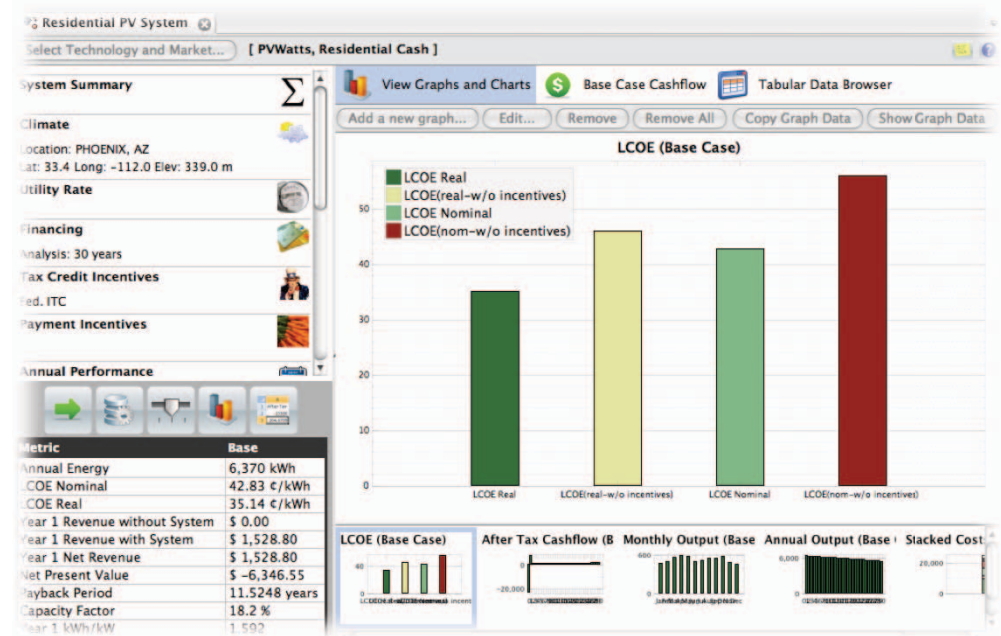 Residential PV System
Select Technology and Market... [ PVWatts, Residential Cash ]
System Summary
Climate
Location: PHOENIX, AZ
Lat: 33.4 Long: -112.0 Elev: 339.0 m
Utility Rate
Financing
Analysis: 30 years
Tax Credit Incentives
Fed. ITC
Payment Incentives
Annual Performance
Metric Base
Annual Energy 6,370 kWh
LCOE Nominal 42.83 ¢/kWh
LCOE Real 35.14 ¢/kWh
Year 1 Revenue without System $ 0.00
Year 1 Revenue with System $ 1,528.80
Year 1 Net Revenue $ 1,528.80
Net Present Value $ -6,346.55
Payback Period 11.5248 years
Capacity Factor 18.2 %
Year 1 kWh/kW 1.592
View Graphs and Charts Base Case Cashflow Tabular Data Browser
Add a new graph... Edit... Remove Remove All Copy Graph Data Show Graph Data
LCOE (Base Case)
LCOE Real
LCOE(real-w/o incentives)
LCOE Nominal
LCOE(nom-w/o incentives)
50
40
30
20
10
0
LCOE Real LCOE(real-w/o incentives) LCOE Nominal LCOE(nom-w/o incentives)
LCOE (Base Case) After Tax Cashflow (B Monthly Output (Base Annual Output (Base Stacked Cost
40
0
0
-20,000
600
0
6,000
0
20,000
0